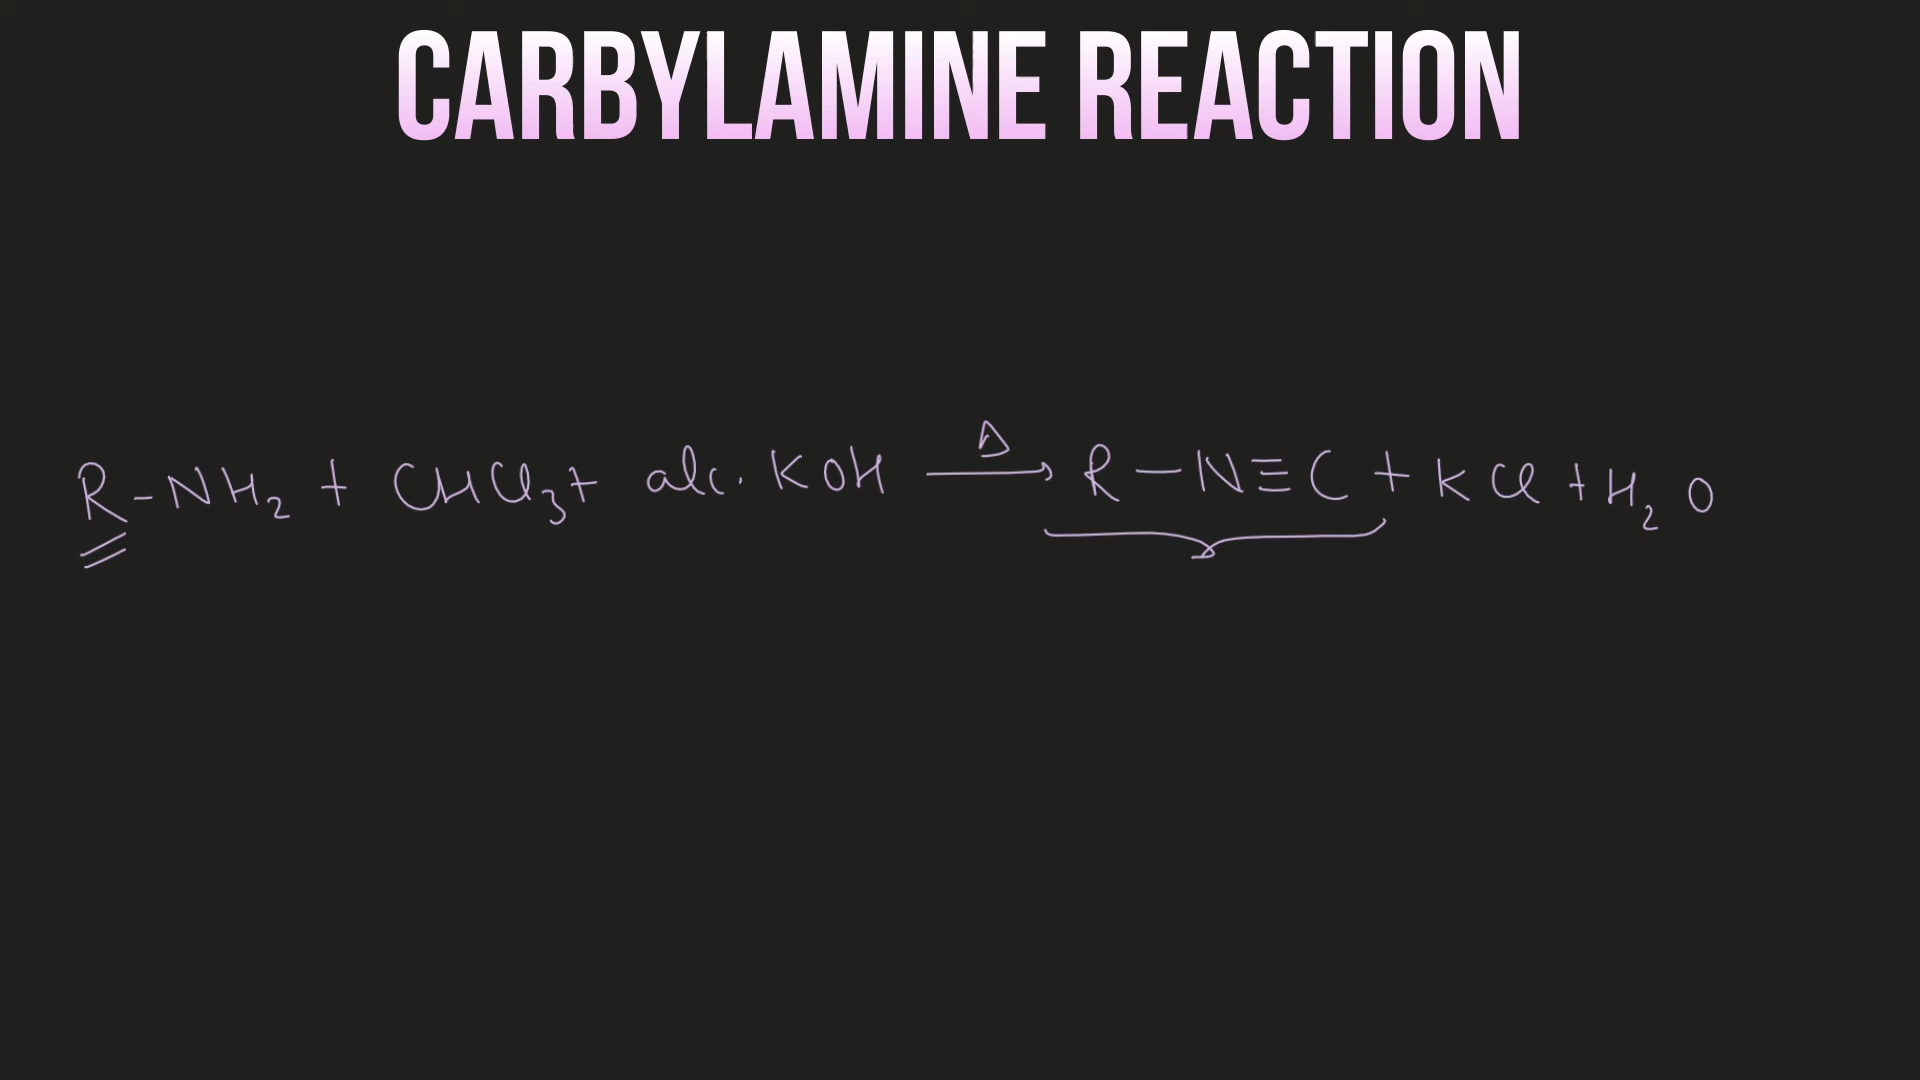 CARBYLAMINE REACTION
R-NH₂ + CHCl₃ + alc. KOH —Δ→ R-N≡C + KCl + H₂O